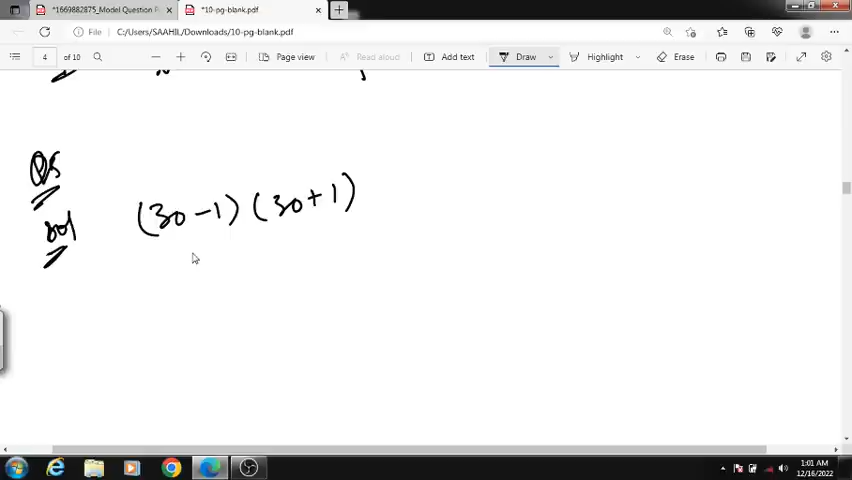 *1669882875_Model Question P
*10-pg-blank.pdf
File
C:/Users/SAAHIL/Downloads/10-pg-blank.pdf
4 of 10
Page view
Read aloud
Add text
Draw
Highlight
Erase
Q5
Sol
(30-1) (30+1)
1:01 AM
12/16/2022